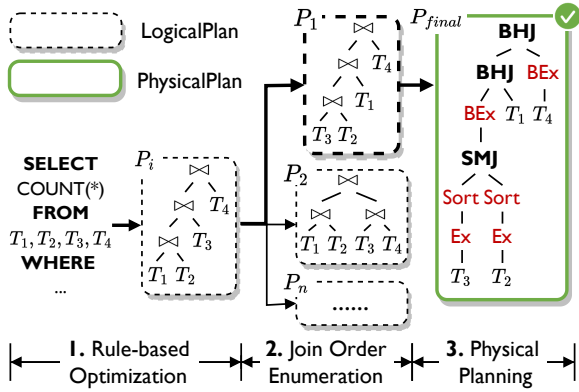 LogicalPlan
PhysicalPlan
SELECT
COUNT(*)
FROM
T1, T2, T3, T4
WHERE
...
Pi
⋈
⋈ T4
⋈ T3
T1 T2
P1
⋈
⋈ T4
⋈ T1
T3 T2
P2
⋈
⋈ ⋈
T1 T2 T3 T4
Pn
......
Pfinal
BHJ
BHJ BEx
BEx T1 T4
SMJ
Sort Sort
Ex Ex
T3 T2
1. Rule-based
Optimization
2. Join Order
Enumeration
3. Physical
Planning